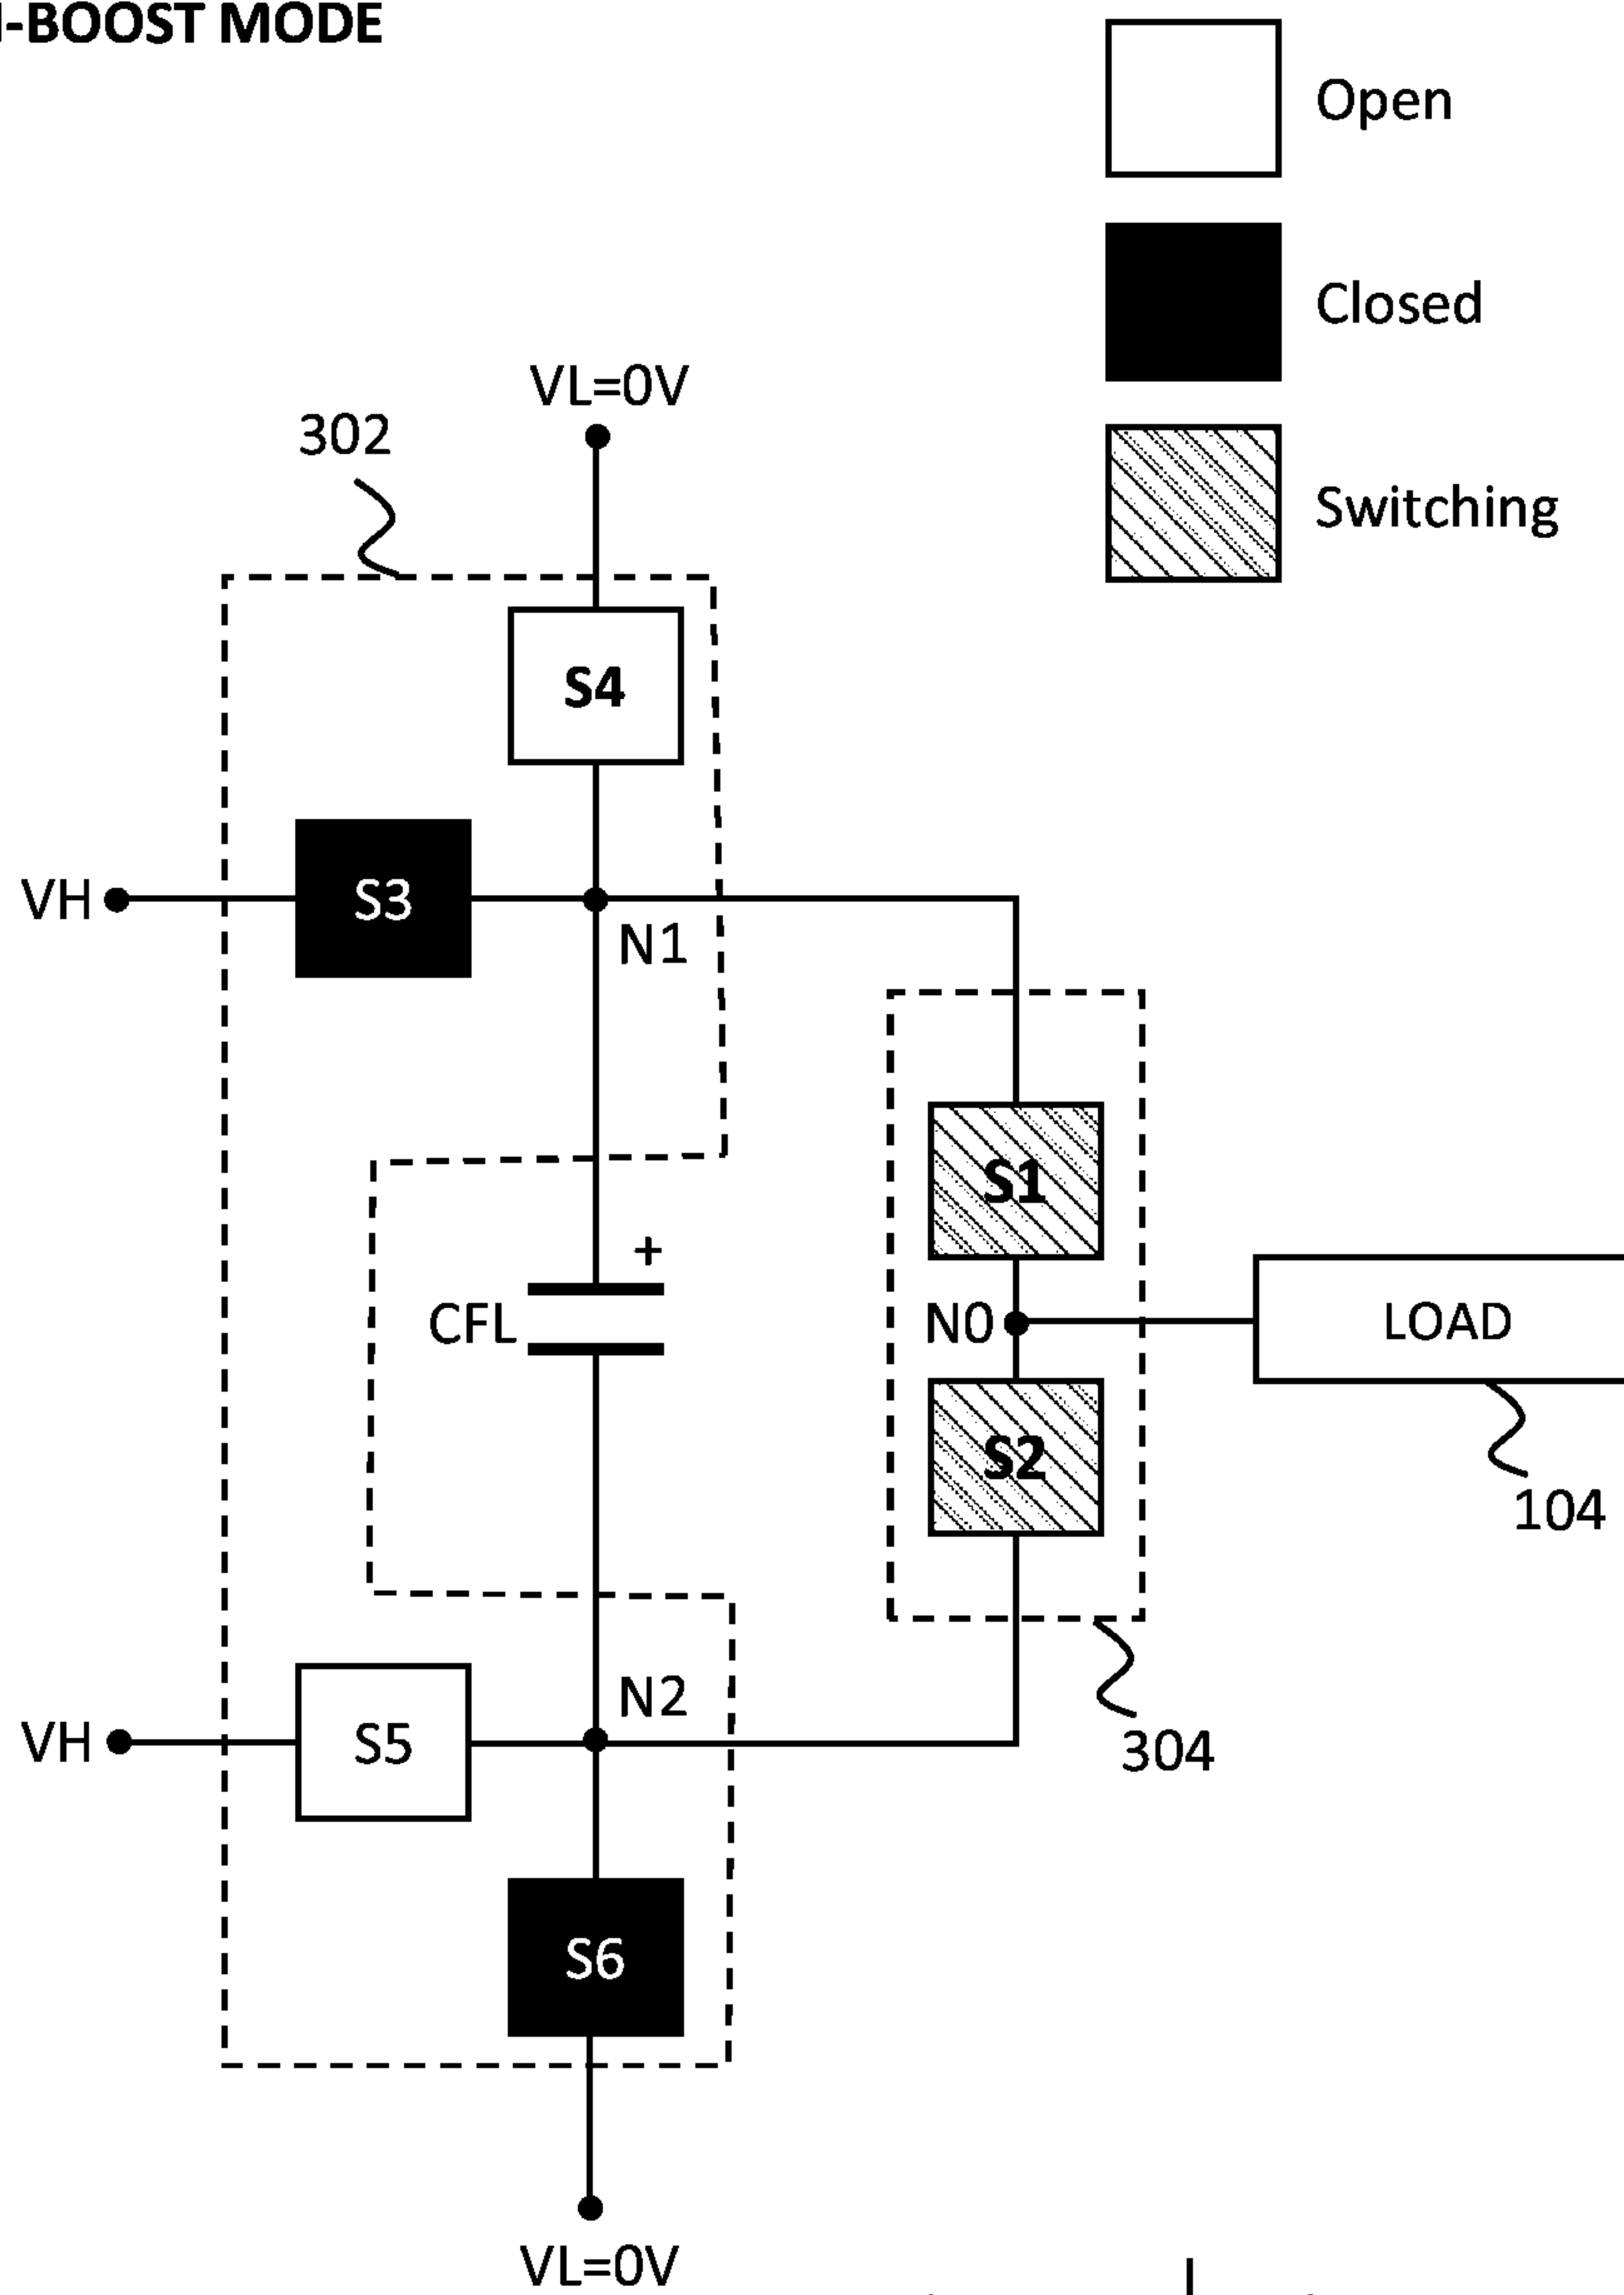 -BOOST MODE
Open
Closed
Switching
VL=0V
302
S4
VH
S3
N1
S1
+
CFL
N0
LOAD
S2
104
N2
VH
S5
304
S6
VL=0V